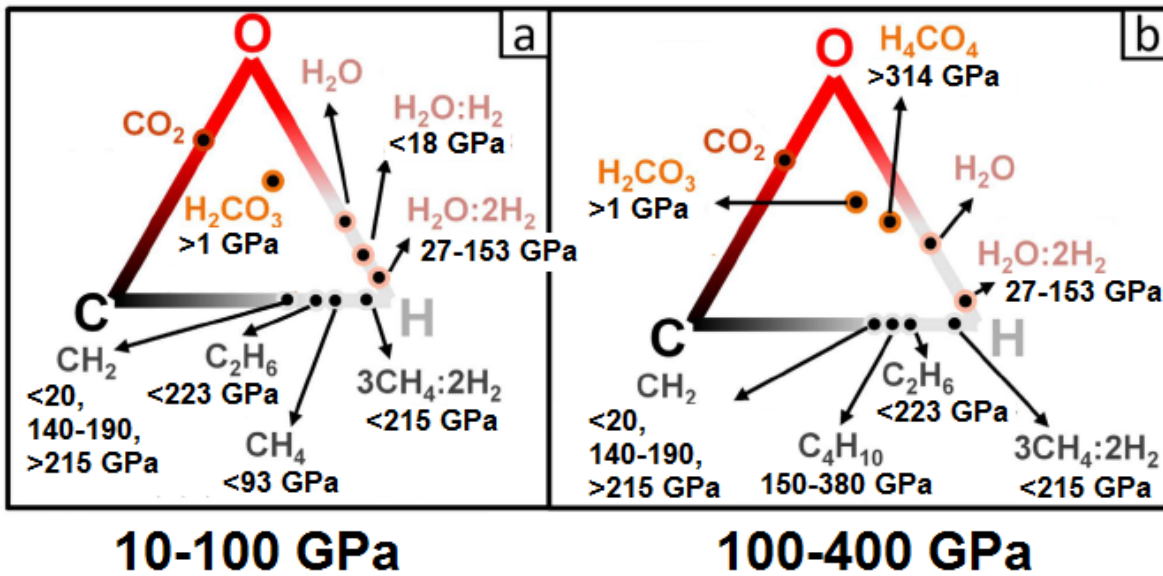 a
O
H₂O
H₂O:H₂
<18 GPa
CO₂
H₂CO₃
>1 GPa
H₂O:2H₂
27-153 GPa
C
H
CH₂
<20,
140-190,
>215 GPa
C₂H₆
<223 GPa
CH₄
<93 GPa
3CH₄:2H₂
<215 GPa
10-100 GPa
b
O
H₄CO₄
>314 GPa
CO₂
H₂CO₃
>1 GPa
H₂O
H₂O:2H₂
27-153 GPa
C
H
CH₂
<20,
140-190,
>215 GPa
C₄H₁₀
150-380 GPa
C₂H₆
<223 GPa
3CH₄:2H₂
<215 GPa
100-400 GPa